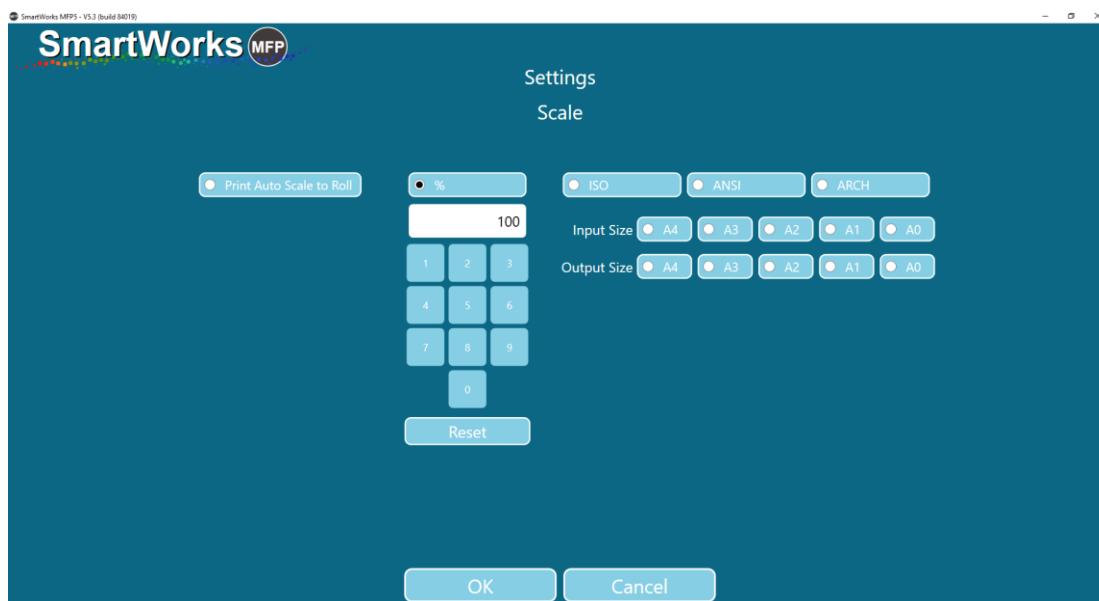 SmartWorks MFP5 - V5.3 (build 84019)
SmartWorks MFP
Settings
Scale
Print Auto Scale to Roll
%
ISO
ANSI
ARCH
100
Input Size A4 A3 A2 A1 A0
Output Size A4 A3 A2 A1 A0
1 2 3
4 5 6
7 8 9
0
Reset
OK
Cancel